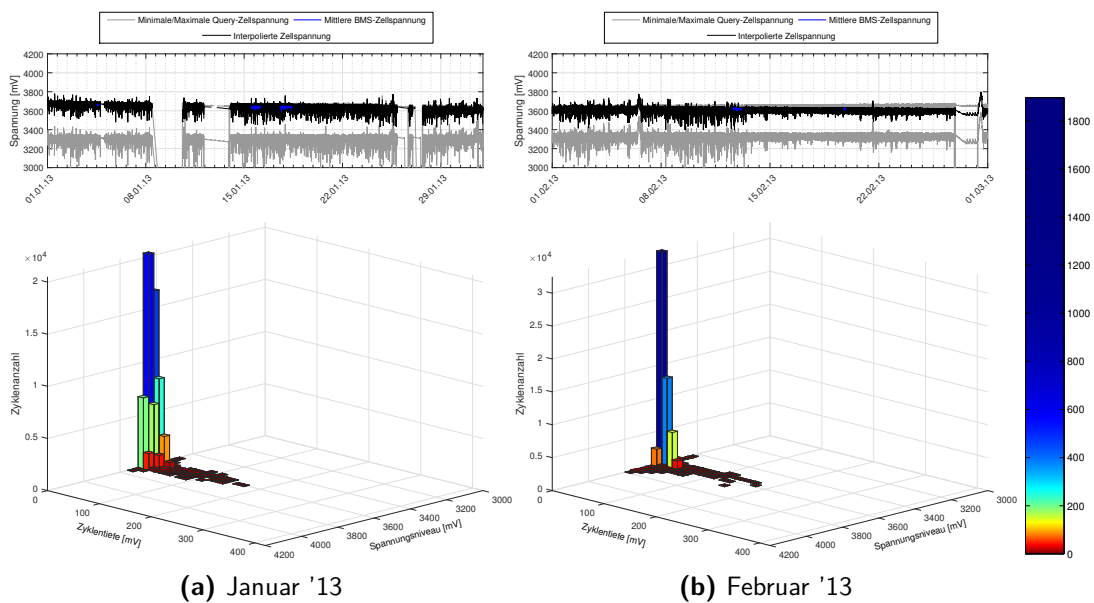 Minimale/Maximale Query-Zellspannung Mittlere BMS-Zellspannung
Interpolierte Zellspannung
Minimale/Maximale Query-Zellspannung Mittlere BMS-Zellspannung
Interpolierte Zellspannung
Spannung [mV]
4200
4000
3800
3600
3400
3200
3000
01.01.13 08.01.13 15.01.13 22.01.13 29.01.13
Spannung [mV]
4200
4000
3800
3600
3400
3200
3000
01.02.13 08.02.13 15.02.13 22.02.13 01.03.13
×10⁴
2
1.5
1
0.5
0
Zyklenanzahl
0 100 200 300 400
Zyklentiefe [mV]
4200 4000 3800 3600 3400 3200 3000
Spannungsniveau [mV]
×10⁴
3
2.5
2
1.5
1
0.5
0
Zyklenanzahl
0 100 200 300 400
Zyklentiefe [mV]
4200 4000 3800 3600 3400 3200 3000
Spannungsniveau [mV]
1800
1600
1400
1200
1000
800
600
400
200
0
(a) Januar '13
(b) Februar '13